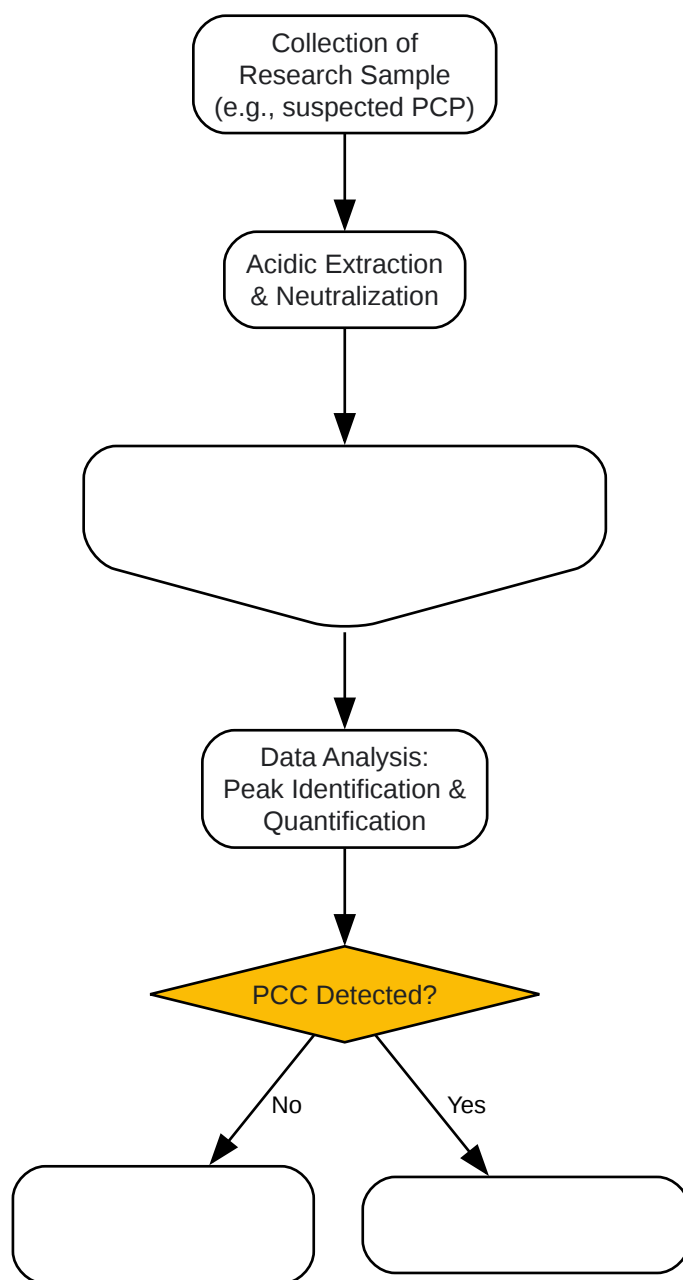 Collection of
Research Sample
(e.g., suspected PCP)
Acidic Extraction
& Neutralization
Data Analysis:
Peak Identification &
Quantification
PCC Detected?
No
Yes